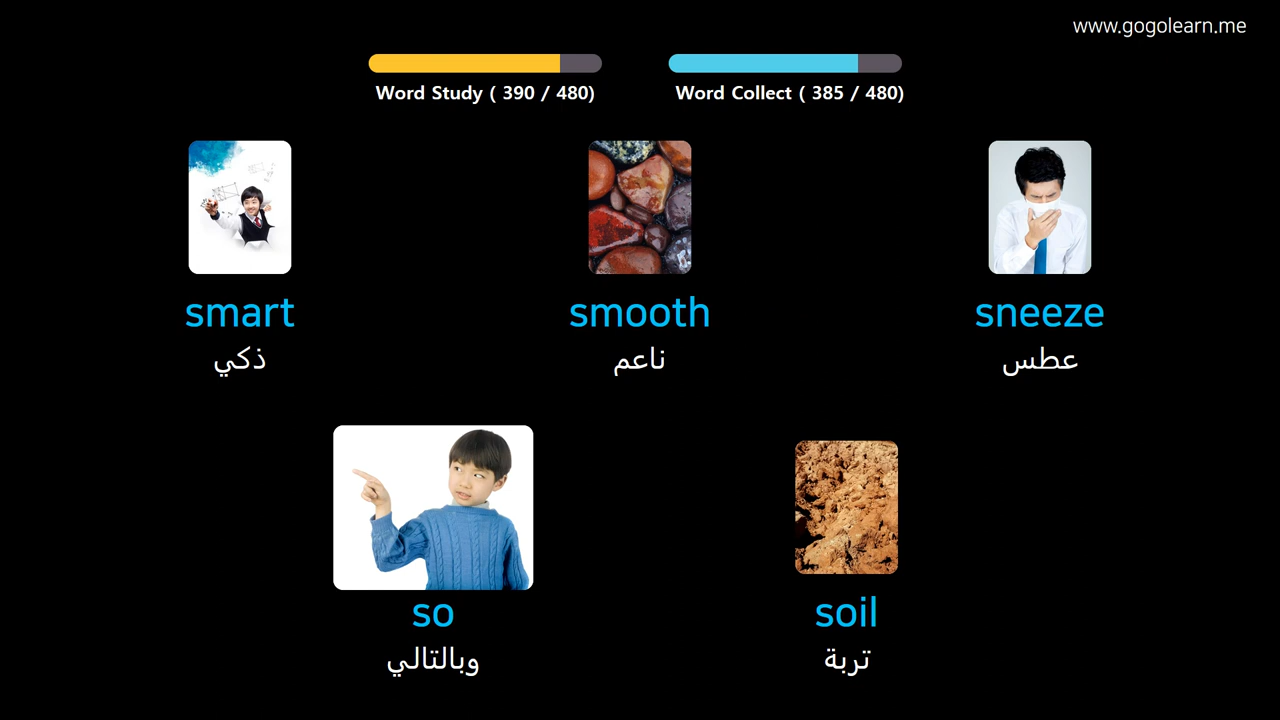 www.gogolearn.me
Word Study ( 390 / 480)
Word Collect ( 385 / 480)
smart
ذكي
smooth
ناعم
sneeze
عطس
so
وبالتالي
soil
تربة